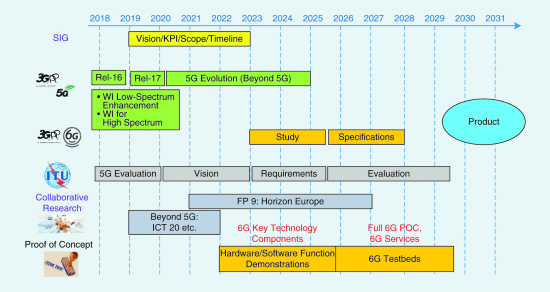 2018 2019 2020 2021 2022 2023 2024 2025 2026 2027 2028 2029 2030 2031
SIG
Vision/KPI/Scope/Timeline
3GPP
5G
Rel-16
Rel-17
5G Evolution (Beyond 5G)
• WI Low-Spectrum
Enhancement
• WI for
High Spectrum
Product
3GPP
6G
Study
Specifications
ITU
5G Evaluation
Vision
Requirements
Evaluation
Collaborative
Research
FP 9: Horizon Europe
Beyond 5G:
ICT 20 etc.
6G Key Technology
Components
Full 6G POC,
6G Services
Proof of Concept
Hardware/Software Function
Demonstrations
6G Testbeds